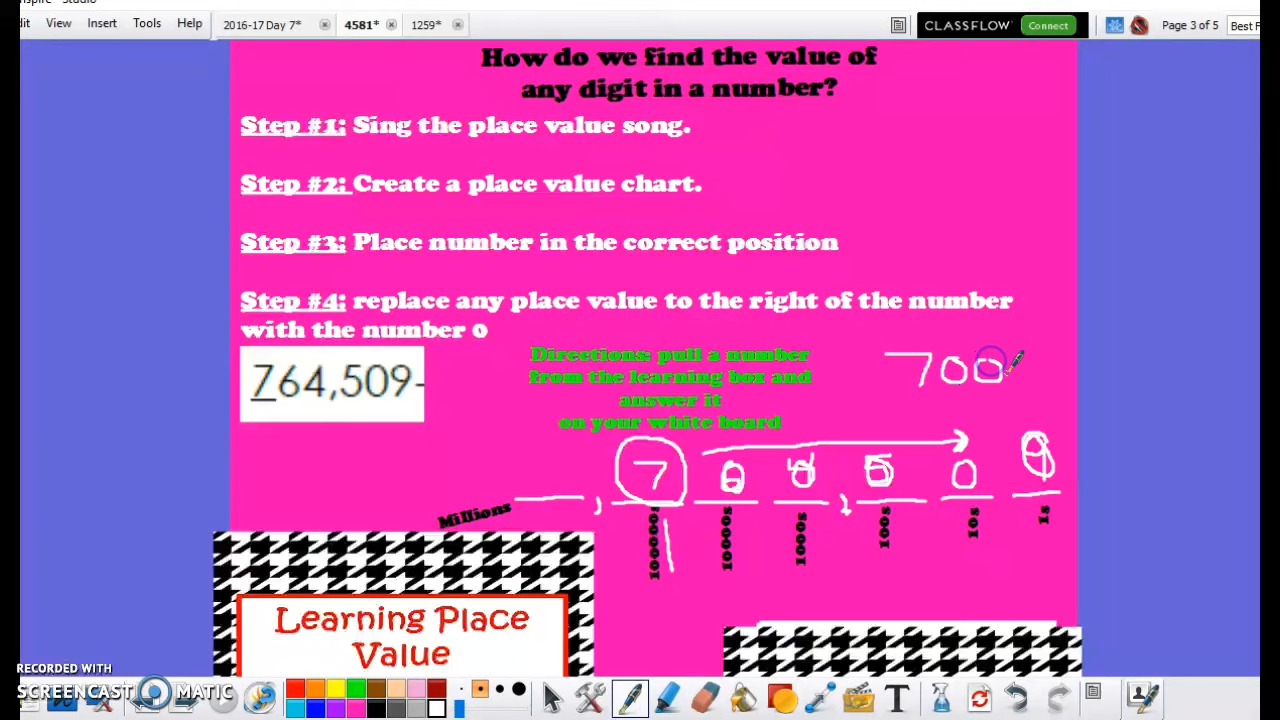 View Insert Tools Help
2016-17 Day 7* 4581* 1259*
CLASSFLOW Connect Page 3 of 5
How do we find the value of
any digit in a number?
Step #1: Sing the place value song.
Step #2: Create a place value chart.
Step #3: Place number in the correct position
Step #4: replace any place value to the right of the number
with the number 0
764,509
Directions: pull a number
from the learning box and
answer it
on your white board
700
7
0
Millions
100000s 10000s 1000s 100s 10s 1s
Learning Place
Value
RECORDED WITH
SCREENCAST MATIC